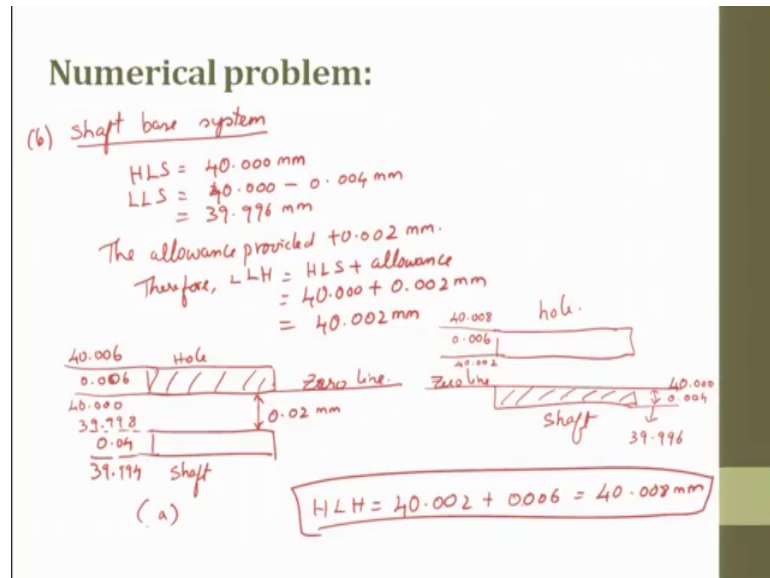 Numerical problem:
(b) Shaft base system
HLS = 40.000 mm
LLS = 40.000 - 0.004 mm
= 39.996 mm
The allowance provided +0.002 mm.
Therefore, LLH = HLS + allowance
= 40.000 + 0.002 mm
= 40.002 mm
40.006 Hole
0.006 Zero line.
40.000
39.998 0.02 mm
0.04
39.994 Shaft
(a)
40.008 hole.
0.006
40.002
Zero line 40.000
0.004
Shaft
39.996
HLH = 40.002 + 0006 = 40.008 mm